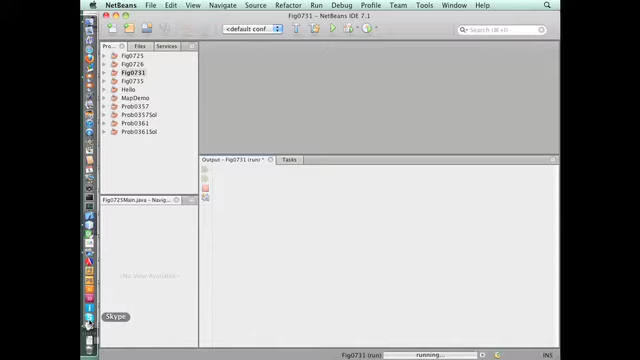 NetBeans File Edit View Navigate Source Refactor Run Debug Profile Team Tools Window Help
Fig0731 – NetBeans IDE 7.1
<default conf...
Search (⌘+I)
Pro... Files Services
Fig0725
Fig0726
Fig0731
Fig0735
Hello
MapDemo
Prob0357
Prob0357Sol
Prob0361
Prob0361Sol
Output – Fig0731 (run) Tasks
Fig0725Main.java – Navig...
<No View Available>
Skype
Fig0731 (run) running... INS